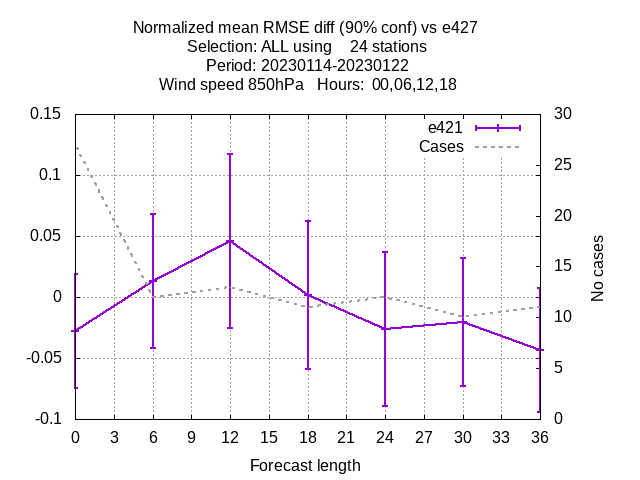 Normalized mean RMSE diff (90% conf) vs e427
Selection: ALL using    24 stations
Period: 20230114-20230122
Wind speed 850hPa   Hours:  00,06,12,18
0.15
0.1
0.05
0
-0.05
-0.1
30
25
20
15
10
5
0
e421
Cases
No cases
0 3 6 9 12 15 18 21 24 27 30 33 36
Forecast length